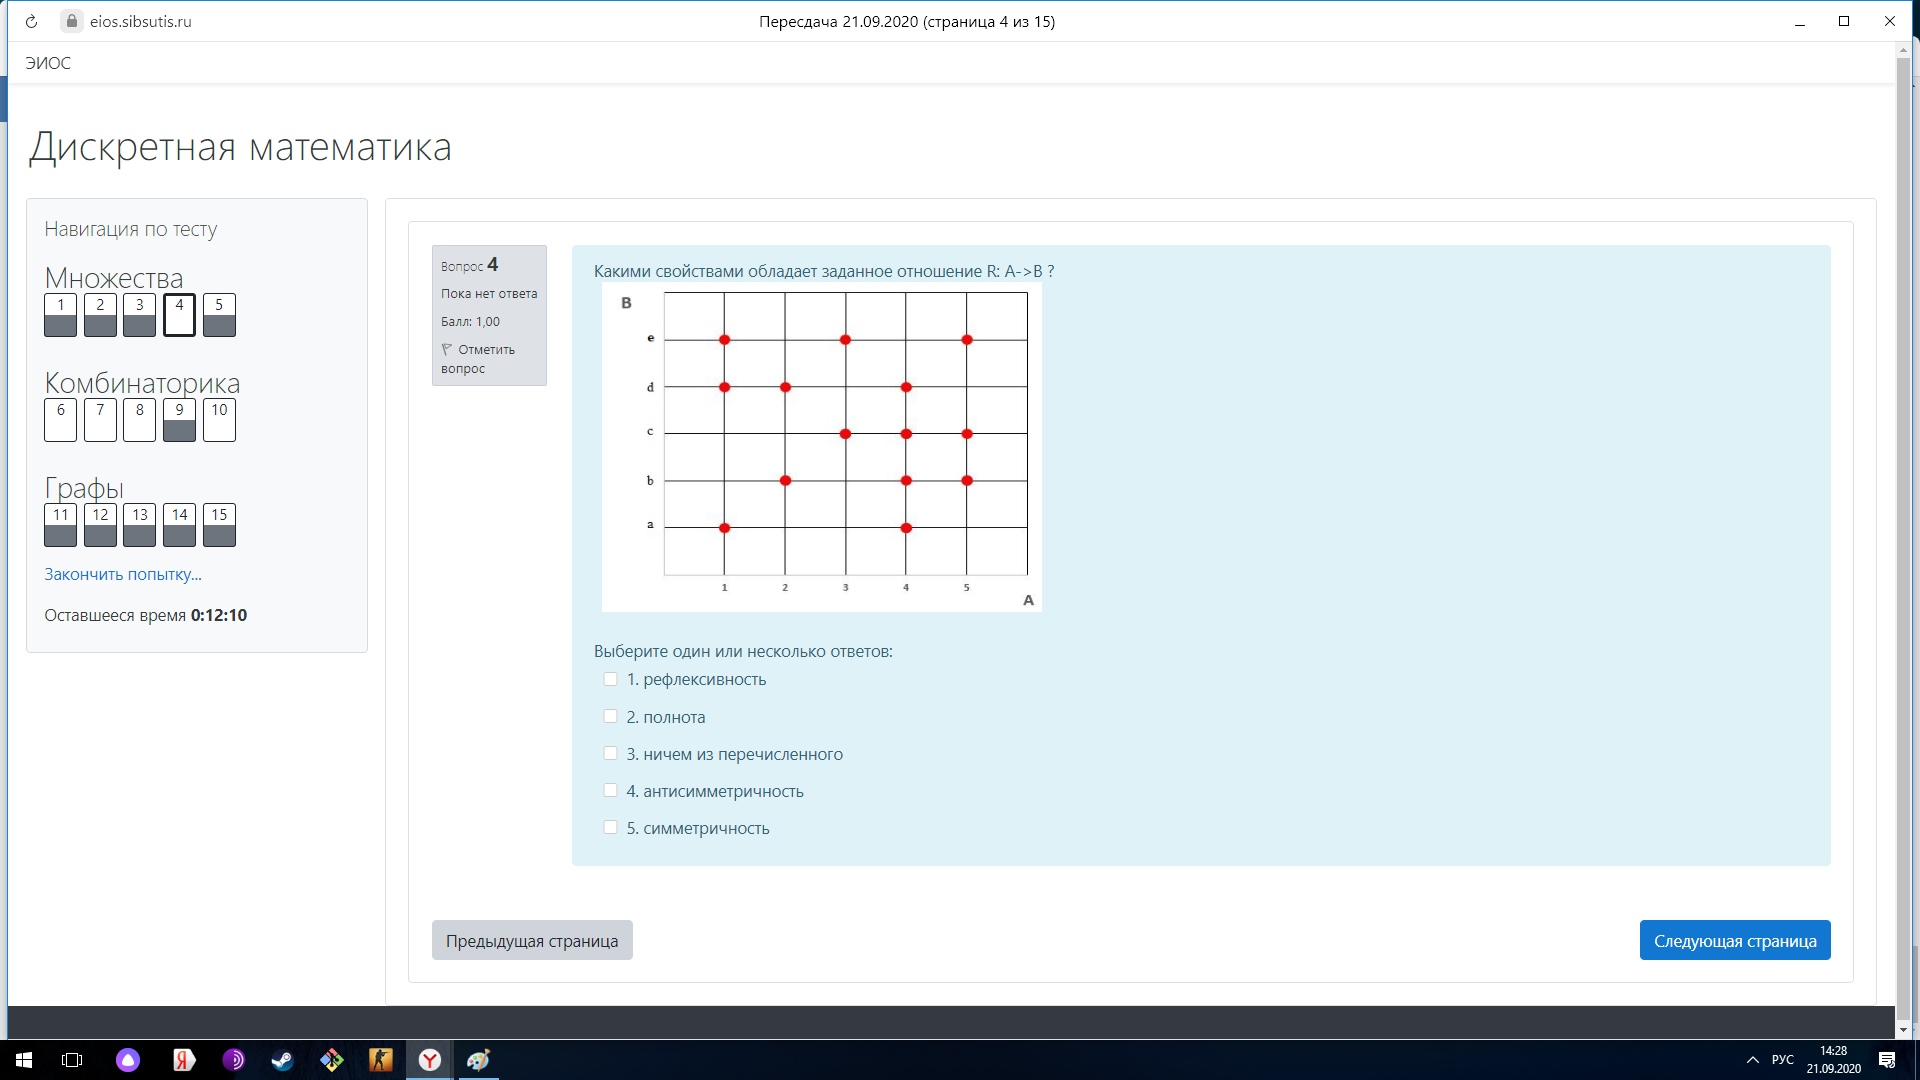 eios.sibsutis.ru
Пересдача 21.09.2020 (страница 4 из 15)
ЭИОС
Дискретная математика
Навигация по тесту
Множества
1 2 3 4 5
Комбинаторика
6 7 8 9 10
Графы
11 12 13 14 15
Закончить попытку...
Оставшееся время 0:12:10
Вопрос 4
Пока нет ответа
Балл: 1,00
Отметить
вопрос
Какими свойствами обладает заданное отношение R: A->B ?
B
e
d
c
b
a
1 2 3 4 5
A
Выберите один или несколько ответов:
1. рефлексивность
2. полнота
3. ничем из перечисленного
4. антисимметричность
5. симметричность
Предыдущая страница
Следующая страница
РУС
14:28
21.09.2020